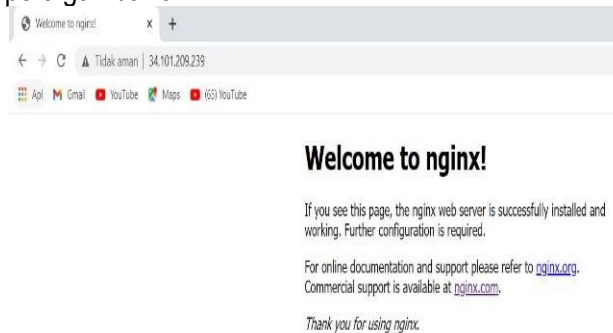 Welcome to nginx!
Tidak aman | 34.101.209.239
Apl Gmail YouTube Maps (65) YouTube
Welcome to nginx!
If you see this page, the nginx web server is successfully installed and
working. Further configuration is required.
For online documentation and support please refer to nginx.org.
Commercial support is available at nginx.com.
Thank you for using nginx.